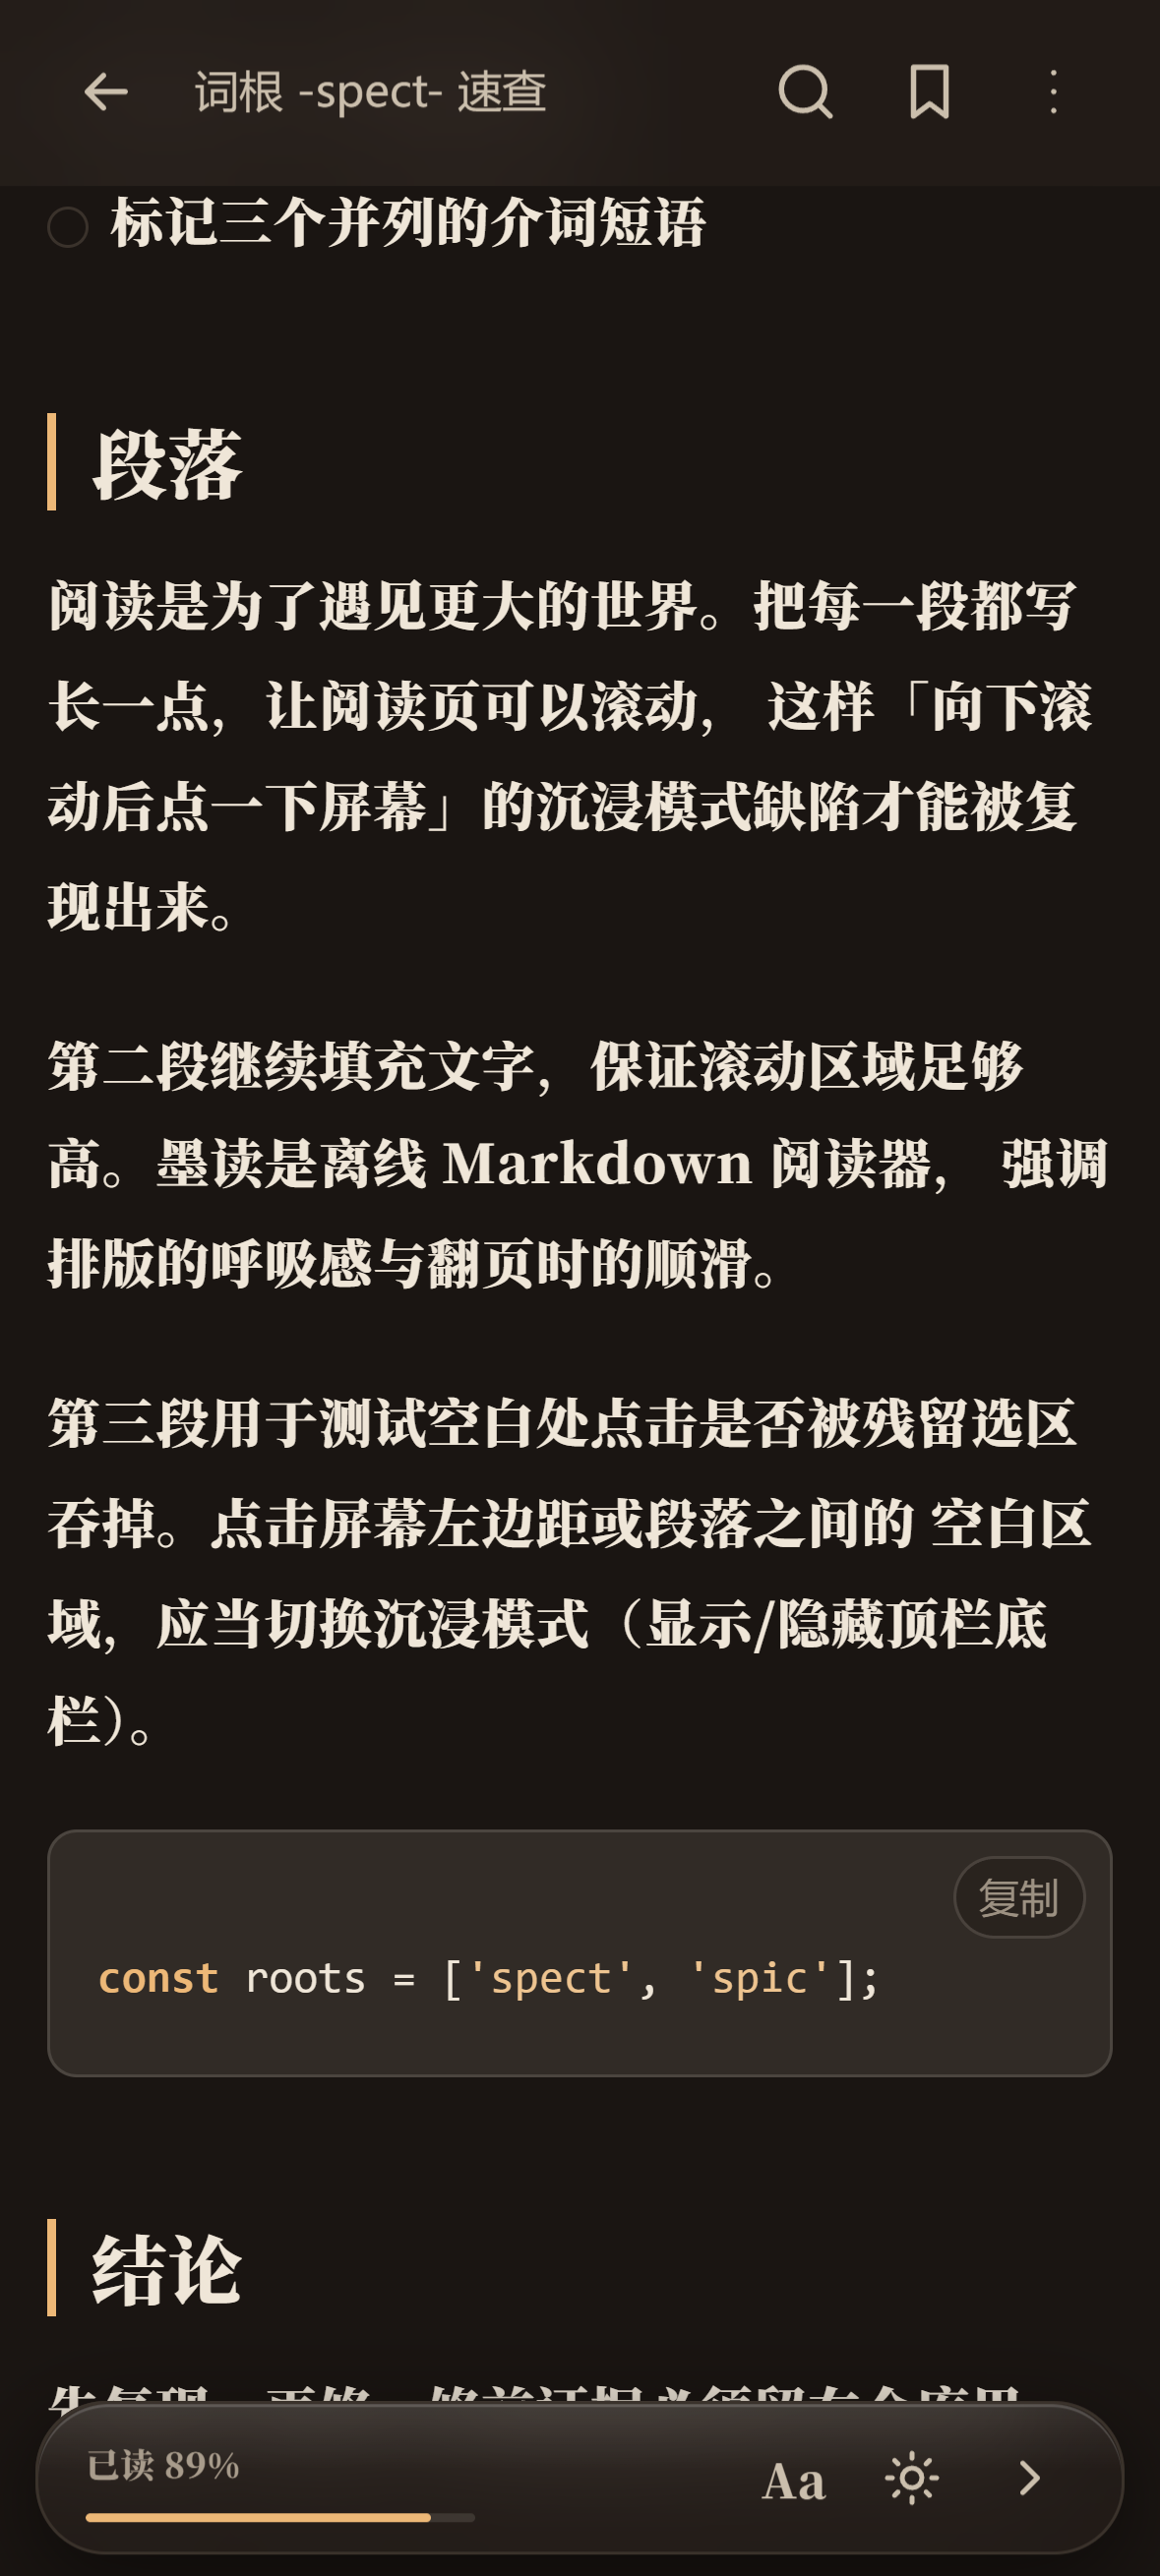 词根 -spect- 速查
标记三个并列的介词短语
段落
阅读是为了遇见更大的世界。把每一段都写
长一点，让阅读页可以滚动， 这样「向下滚
动后点一下屏幕」的沉浸模式缺陷才能被复
现出来。
第二段继续填充文字，保证滚动区域足够
高。墨读是离线 Markdown 阅读器， 强调
排版的呼吸感与翻页时的顺滑。
第三段用于测试空白处点击是否被残留选区
吞掉。点击屏幕左边距或段落之间的 空白区
域，应当切换沉浸模式（显示/隐藏顶栏底
栏）。
复制
const roots = ['spect', 'spic'];
结论
已读 89%
Aa